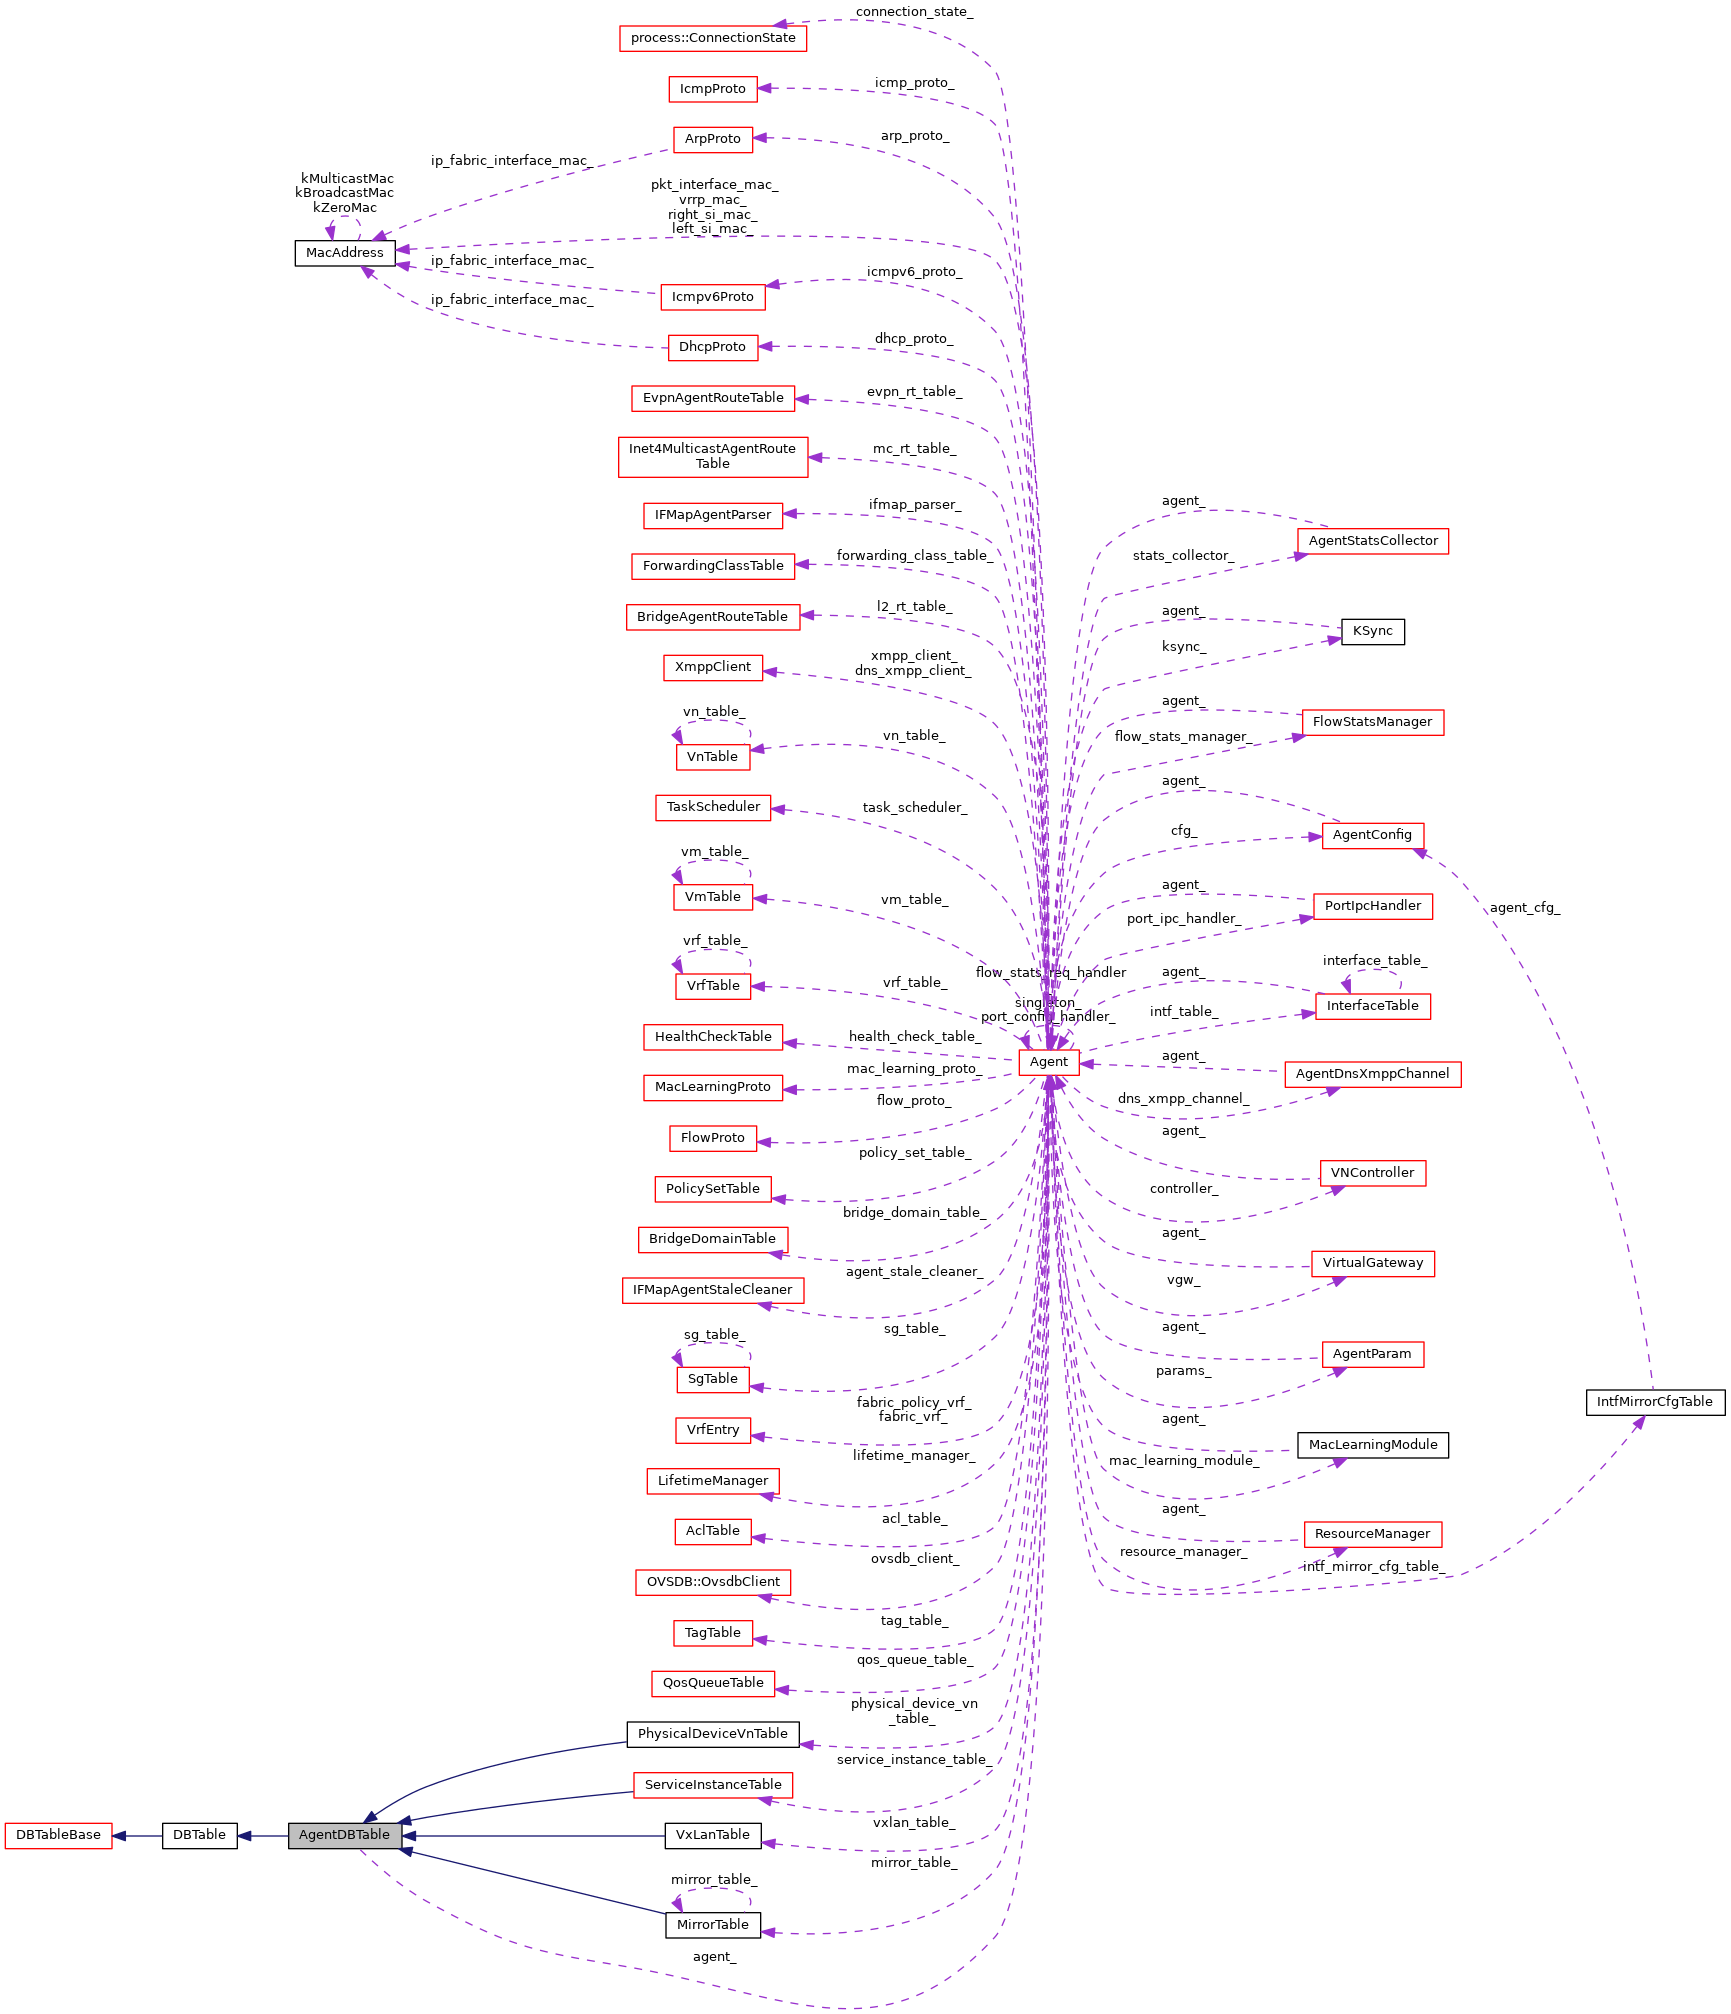 connection_state_
process::ConnectionState
icmp_proto_
IcmpProto
arp_proto_
ArpProto
ip_fabric_interface_mac_
kMulticastMac
kBroadcastMac
kZeroMac
pkt_interface_mac_
vrrp_mac_
right_si_mac_
left_si_mac_
MacAddress
ip_fabric_interface_mac_
icmpv6_proto_
Icmpv6Proto
ip_fabric_interface_mac_
dhcp_proto_
DhcpProto
evpn_rt_table_
EvpnAgentRouteTable
mc_rt_table_
Inet4MulticastAgentRoute
Table
ifmap_parser_
IFMapAgentParser
agent_
AgentStatsCollector
stats_collector_
forwarding_class_table_
ForwardingClassTable
l2_rt_table_
BridgeAgentRouteTable
agent_
KSync
ksync_
xmpp_client_
dns_xmpp_client_
XmppClient
vn_table_
vn_table_
VnTable
agent_
FlowStatsManager
flow_stats_manager_
task_scheduler_
TaskScheduler
agent_
AgentConfig
cfg_
vm_table_
vm_table_
VmTable
agent_
PortIpcHandler
port_ipc_handler_
agent_cfg_
vrf_table_
vrf_table_
VrfTable
flow_stats_req_handler
singleton_
port_config_handler_
agent_
interface_table_
InterfaceTable
intf_table_
health_check_table_
HealthCheckTable
Agent
agent_
AgentDnsXmppChannel
dns_xmpp_channel_
mac_learning_proto_
MacLearningProto
flow_proto_
FlowProto
agent_
VNController
controller_
policy_set_table_
PolicySetTable
bridge_domain_table_
BridgeDomainTable
agent_
VirtualGateway
vgw_
agent_stale_cleaner_
IFMapAgentStaleCleaner
sg_table_
sg_table_
SgTable
agent_
AgentParam
params_
fabric_policy_vrf_
fabric_vrf_
VrfEntry
IntfMirrorCfgTable
agent_
MacLearningModule
mac_learning_module_
lifetime_manager_
LifetimeManager
acl_table_
AclTable
agent_
ResourceManager
resource_manager_
intf_mirror_cfg_table_
ovsdb_client_
OVSDB::OvsdbClient
tag_table_
TagTable
qos_queue_table_
QosQueueTable
physical_device_vn
_table_
PhysicalDeviceVnTable
service_instance_table_
ServiceInstanceTable
vxlan_table_
VxLanTable
DBTableBase
DBTable
AgentDBTable
mirror_table_
mirror_table_
MirrorTable
agent_